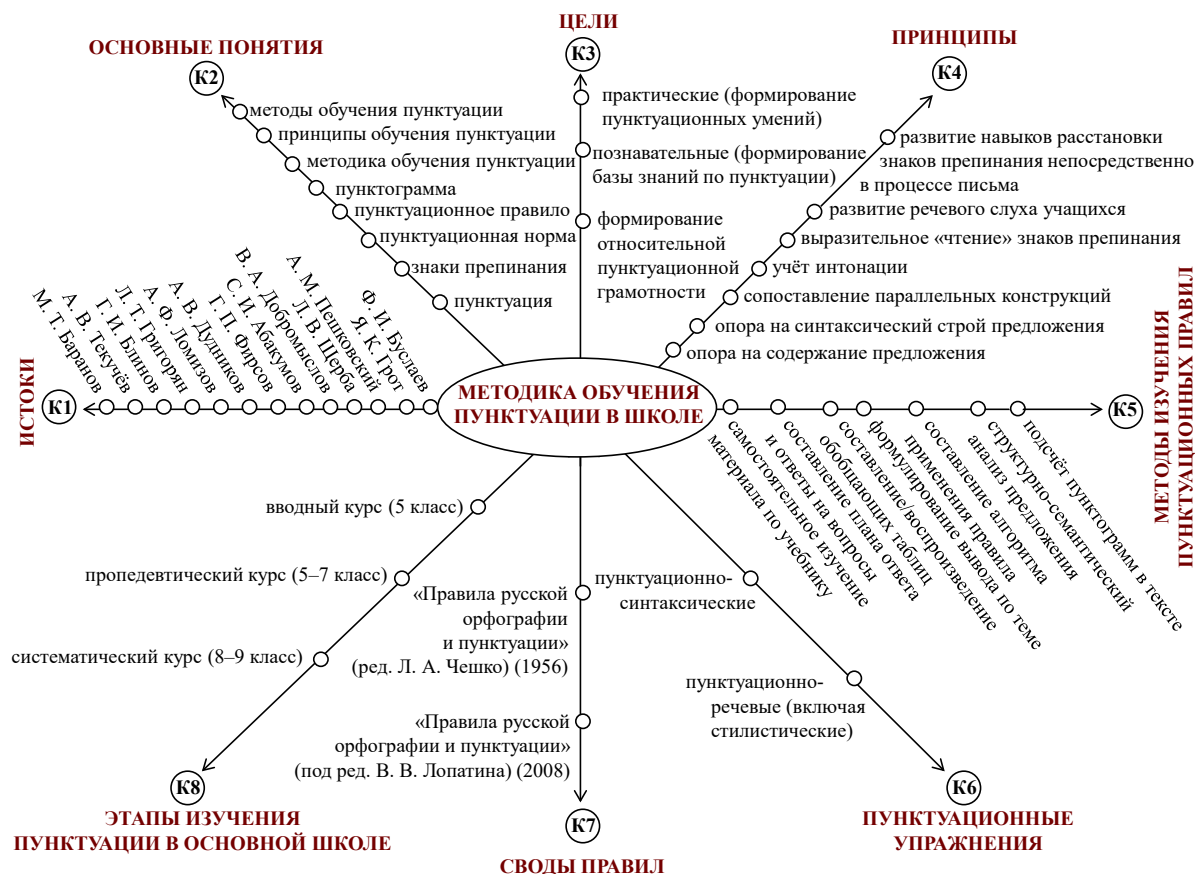 ЦЕЛИ
К3
ОСНОВНЫЕ ПОНЯТИЯ
К2
ПРИНЦИПЫ
К4
методы обучения пунктуации
принципы обучения пунктуации
методика обучения пунктуации
пунктограмма
пунктуационное правило
пунктуационная норма
знаки препинания
пунктуация
практические (формирование
пунктуационных умений)
познавательные (формирование
базы знаний по пунктуации)
формирование
относительной
пунктуационной
грамотности
развитие навыков расстановки
знаков препинания непосредственно
в процессе письма
развитие речевого слуха учащихся
выразительное «чтение» знаков препинания
учёт интонации
сопоставление параллельных конструкций
опора на синтаксический строй предложения
опора на содержание предложения
ИСТОКИ
К1
М. Т. Баранов
А. В. Текучёв
Г. И. Блинов
Л. Т. Григорян
А. Ф. Ломизов
А. В. Дудников
Г. П. Фирсов
С. И. Абакумов
В. А. Добромыслов
Л. В. Щерба
А. М. Пешковский
Я. К. Грот
Ф. И. Буслаев
МЕТОДИКА ОБУЧЕНИЯ
ПУНКТУАЦИИ В ШКОЛЕ
К5
МЕТОДЫ ИЗУЧЕНИЯ
ПУНКТУАЦИОННЫХ ПРАВИЛ
самостоятельное изучение
материала по учебнику
составление плана ответа
и ответы на вопросы
составление/воспроизведение
обобщающих таблиц
формулирование вывода по теме
составление алгоритма
применения правила
структурно-семантический
анализ предложения
подсчёт пунктограмм в тексте
вводный курс (5 класс)
пропедевтический курс (5–7 класс)
систематический курс (8–9 класс)
К8
ЭТАПЫ ИЗУЧЕНИЯ
ПУНКТУАЦИИ В ОСНОВНОЙ ШКОЛЕ
«Правила русской
орфографии
и пунктуации»
(ред. Л. А. Чешко) (1956)
«Правила русской
орфографии и пунктуации»
(под ред. В. В. Лопатина) (2008)
К7
СВОДЫ ПРАВИЛ
пунктуационно-
синтаксические
пунктуационно-
речевые (включая
стилистические)
К6
ПУНКТУАЦИОННЫЕ
УПРАЖНЕНИЯ